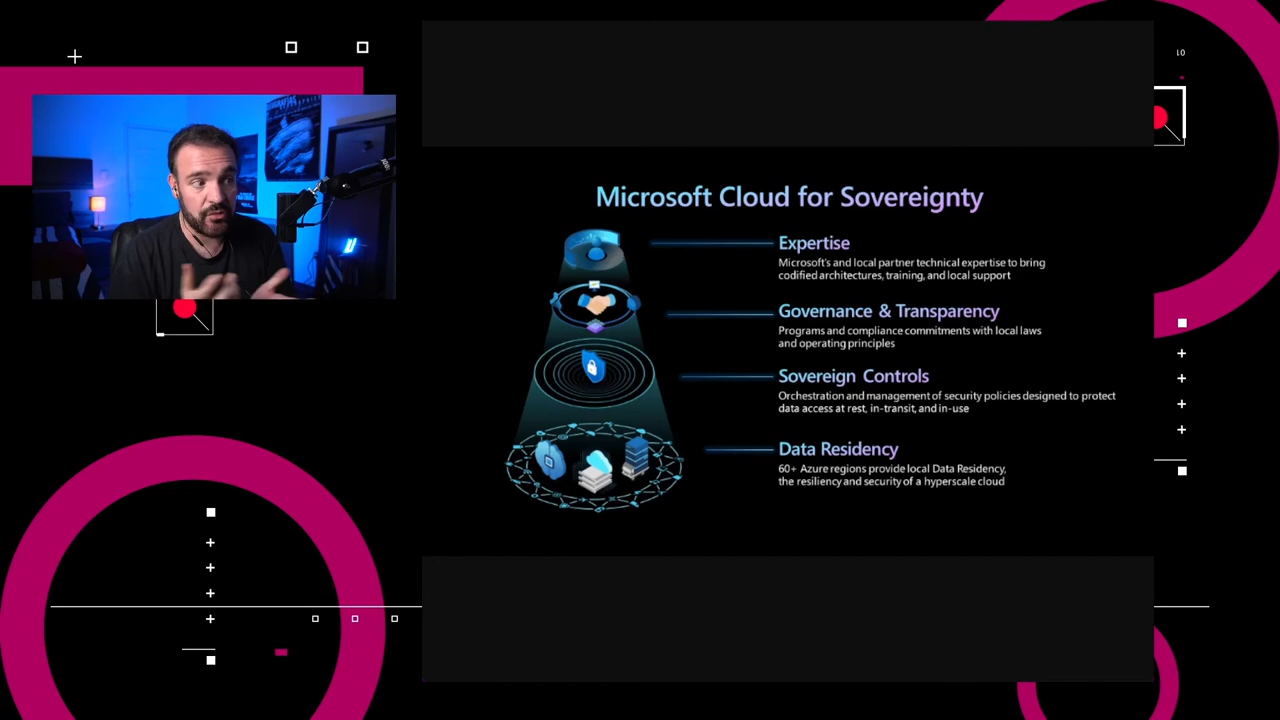 01
Microsoft Cloud for Sovereignty
Expertise
Microsoft's and local partner technical expertise to bring
codified architectures, training, and local support
Governance & Transparency
Programs and compliance commitments with local laws
and operating principles
Sovereign Controls
Orchestration and management of security policies designed to protect
data access at rest, in-transit, and in-use
Data Residency
60+ Azure regions provide local Data Residency,
the resiliency and security of a hyperscale cloud